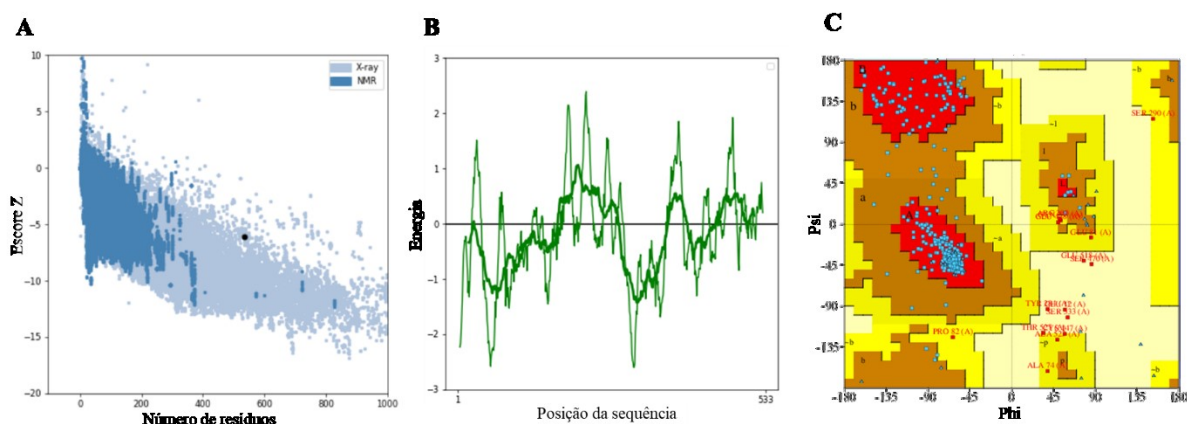 A
B
C
10
5
0
−5
−10
−15
−20
0
200
400
600
800
1000
Escore Z
Número de resíduos
X-ray
NMR
3
2
1
0
−1
−2
−3
Energia
1
533
Posição da sequência
180
135
90
45
0
−45
−90
−135
Psi
−180
−135
−90
−45
0
45
90
135
180
Phi
b
~b
~l
l
a
A
~a
~b
b
~p
p
~b
SER 290 (A)
PRO 82 (A)
ALA 74 (A)